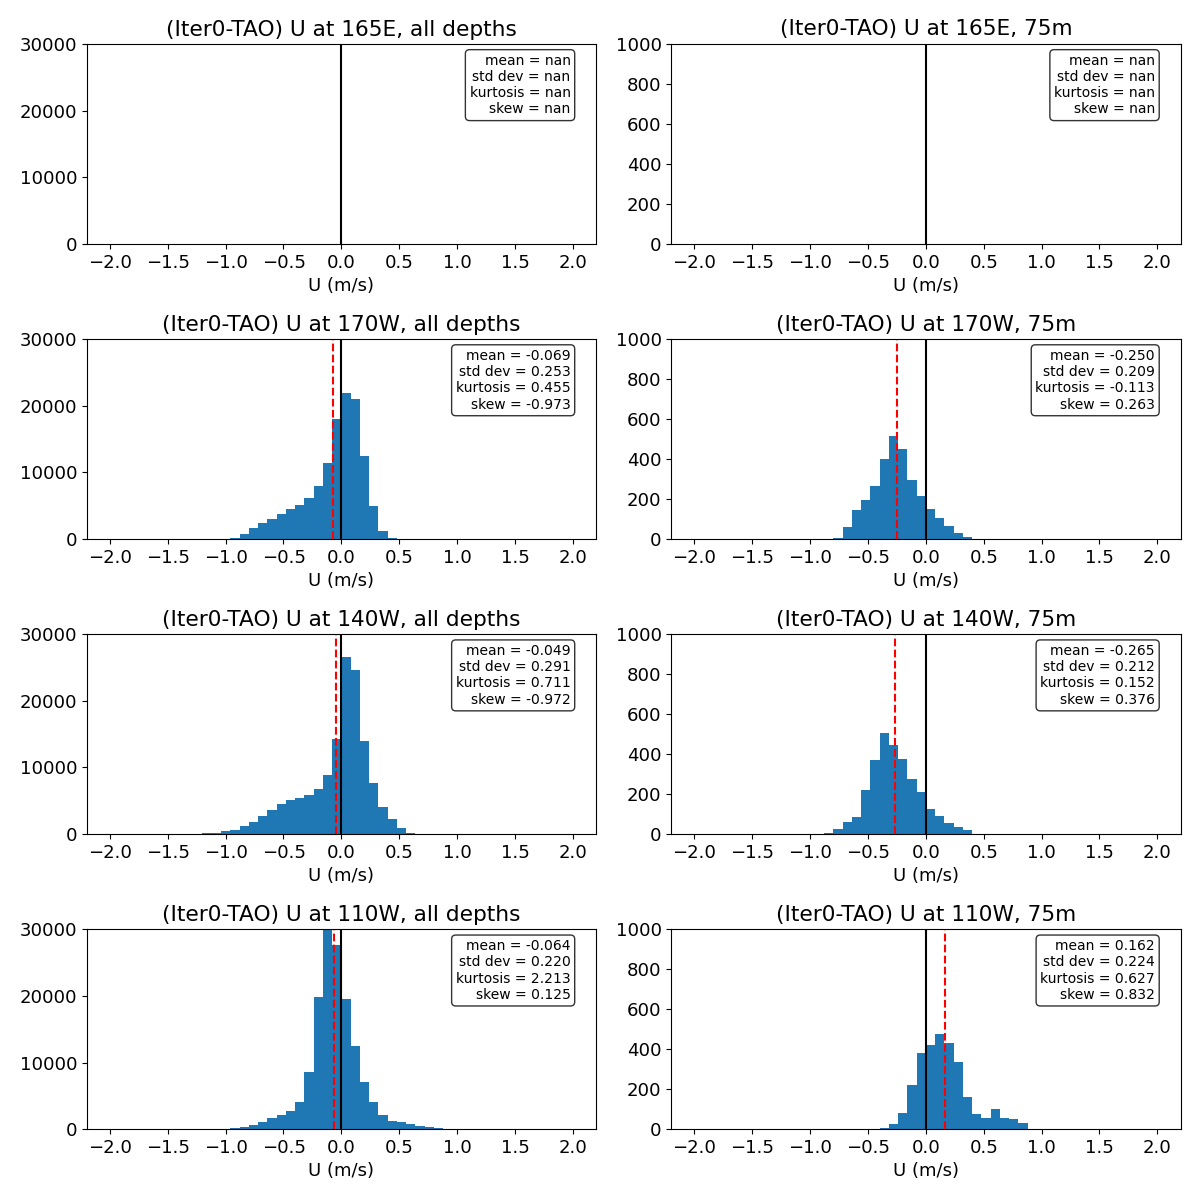 (Iter0-TAO) U at 165E, all depths
30000
20000
10000
0
mean = nan
std dev = nan
kurtosis = nan
skew = nan
−2.0 −1.5 −1.0 −0.5 0.0 0.5 1.0 1.5 2.0
U (m/s)
(Iter0-TAO) U at 165E, 75m
1000
800
600
400
200
0
mean = nan
std dev = nan
kurtosis = nan
skew = nan
−2.0 −1.5 −1.0 −0.5 0.0 0.5 1.0 1.5 2.0
U (m/s)
(Iter0-TAO) U at 170W, all depths
30000
20000
10000
0
mean = -0.069
std dev = 0.253
kurtosis = 0.455
skew = -0.973
−2.0 −1.5 −1.0 −0.5 0.0 0.5 1.0 1.5 2.0
U (m/s)
(Iter0-TAO) U at 170W, 75m
1000
800
600
400
200
0
mean = -0.250
std dev = 0.209
kurtosis = -0.113
skew = 0.263
−2.0 −1.5 −1.0 −0.5 0.0 0.5 1.0 1.5 2.0
U (m/s)
(Iter0-TAO) U at 140W, all depths
30000
20000
10000
0
mean = -0.049
std dev = 0.291
kurtosis = 0.711
skew = -0.972
−2.0 −1.5 −1.0 −0.5 0.0 0.5 1.0 1.5 2.0
U (m/s)
(Iter0-TAO) U at 140W, 75m
1000
800
600
400
200
0
mean = -0.265
std dev = 0.212
kurtosis = 0.152
skew = 0.376
−2.0 −1.5 −1.0 −0.5 0.0 0.5 1.0 1.5 2.0
U (m/s)
(Iter0-TAO) U at 110W, all depths
30000
20000
10000
0
mean = -0.064
std dev = 0.220
kurtosis = 2.213
skew = 0.125
−2.0 −1.5 −1.0 −0.5 0.0 0.5 1.0 1.5 2.0
U (m/s)
(Iter0-TAO) U at 110W, 75m
1000
800
600
400
200
0
mean = 0.162
std dev = 0.224
kurtosis = 0.627
skew = 0.832
−2.0 −1.5 −1.0 −0.5 0.0 0.5 1.0 1.5 2.0
U (m/s)